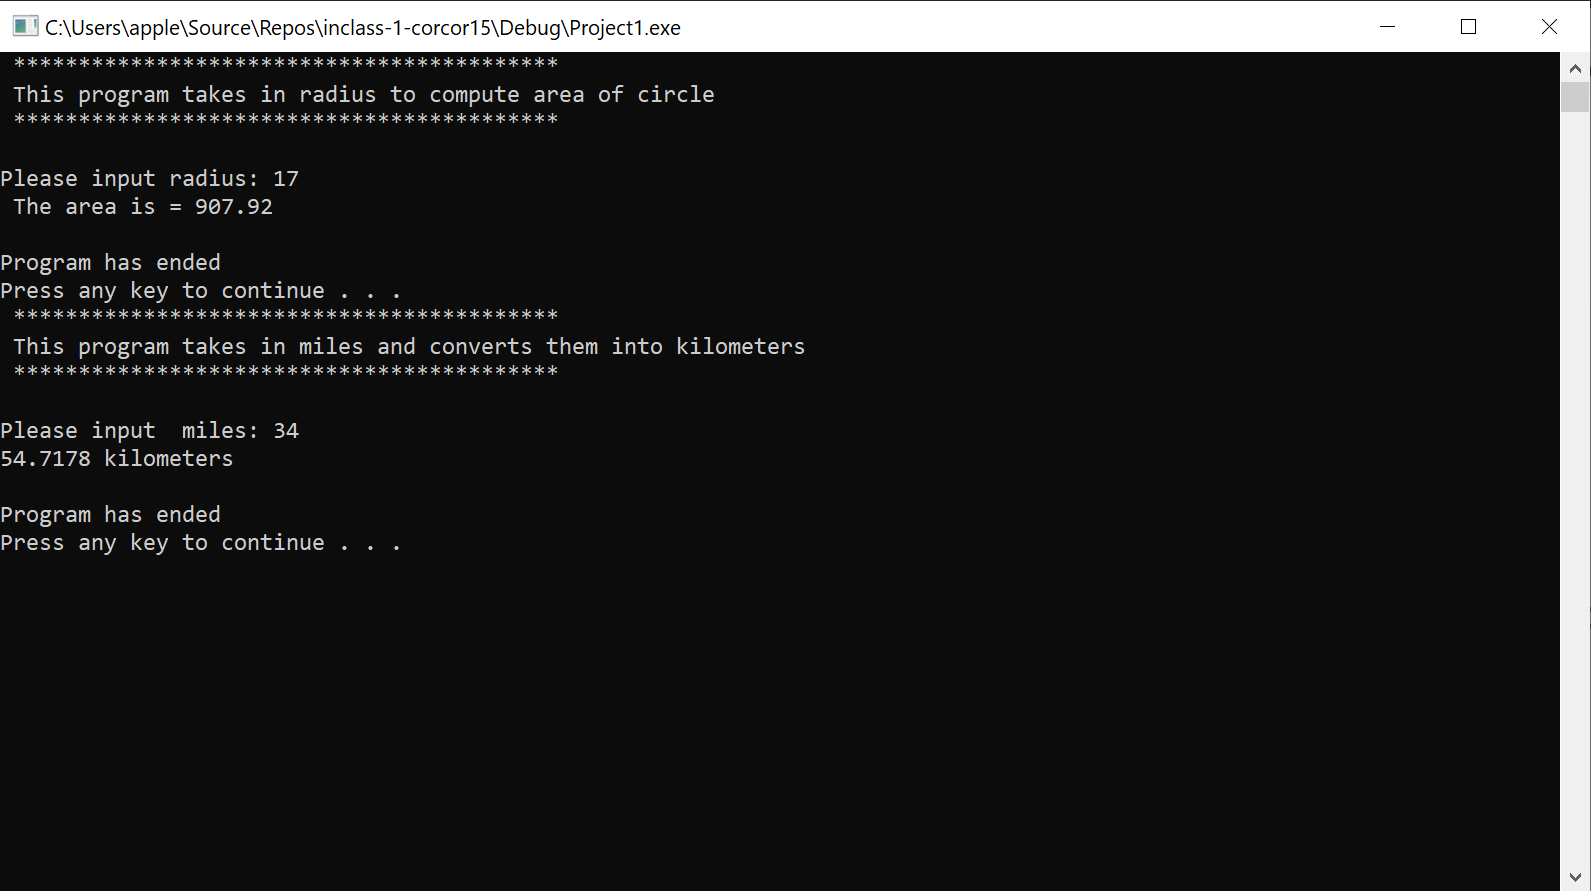 C:\Users\apple\Source\Repos\inclass-1-corcor15\Debug\Project1.exe
******************************************
This program takes in radius to compute area of circle
******************************************
Please input radius: 17
The area is = 907.92
Program has ended
Press any key to continue . . .
******************************************
This program takes in miles and converts them into kilometers
******************************************
Please input  miles: 34
54.7178 kilometers
Program has ended
Press any key to continue . . .